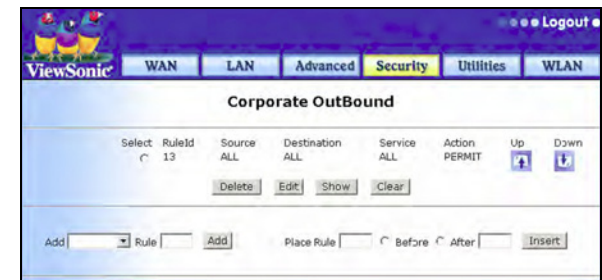 Logout
ViewSonic
WAN LAN Advanced Security Utilities WLAN
Corporate OutBound
Select RuleId Source Destination Service Action Up Down
13 ALL ALL ALL PERMIT
Delete Edit Show Clear
Add Rule Add Place Rule Before After Insert